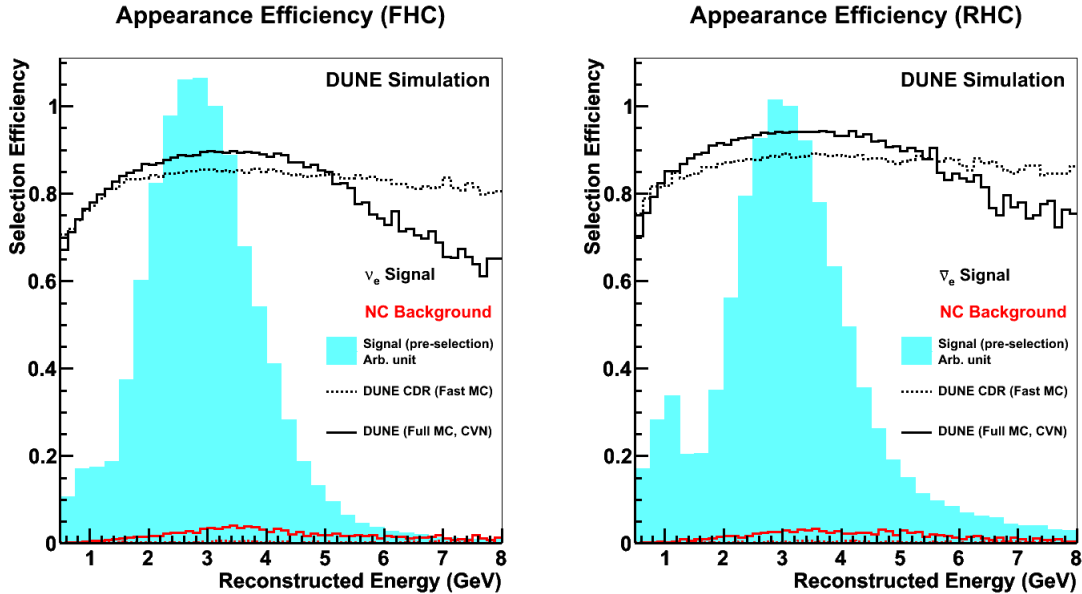 Appearance Efficiency (FHC)
DUNE Simulation
Selection Efficiency
1
0.8
0.6
0.4
0.2
0
νe Signal
NC Background
Signal (pre-selection)
Arb. unit
DUNE CDR (Fast MC)
DUNE (Full MC, CVN)
1 2 3 4 5 6 7 8
Reconstructed Energy (GeV)
Appearance Efficiency (RHC)
DUNE Simulation
Selection Efficiency
1
0.8
0.6
0.4
0.2
0
ν̅e Signal
NC Background
Signal (pre-selection)
Arb. unit
DUNE CDR (Fast MC)
DUNE (Full MC, CVN)
1 2 3 4 5 6 7 8
Reconstructed Energy (GeV)